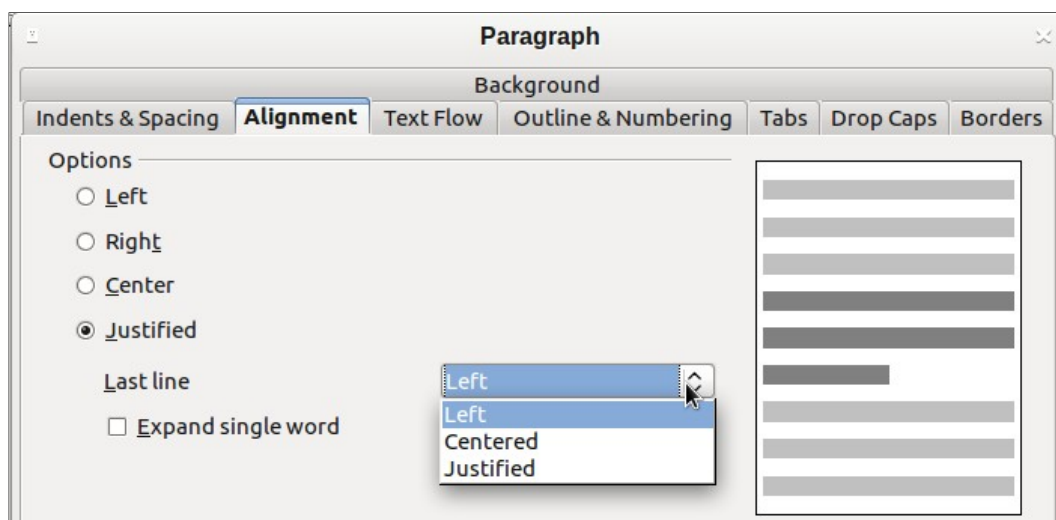 Paragraph
Background
Indents & Spacing Alignment Text Flow Outline & Numbering Tabs Drop Caps Borders
Options
Left
Right
Center
Justified
Last line Left
Left
Expand single word
Centered
Justified